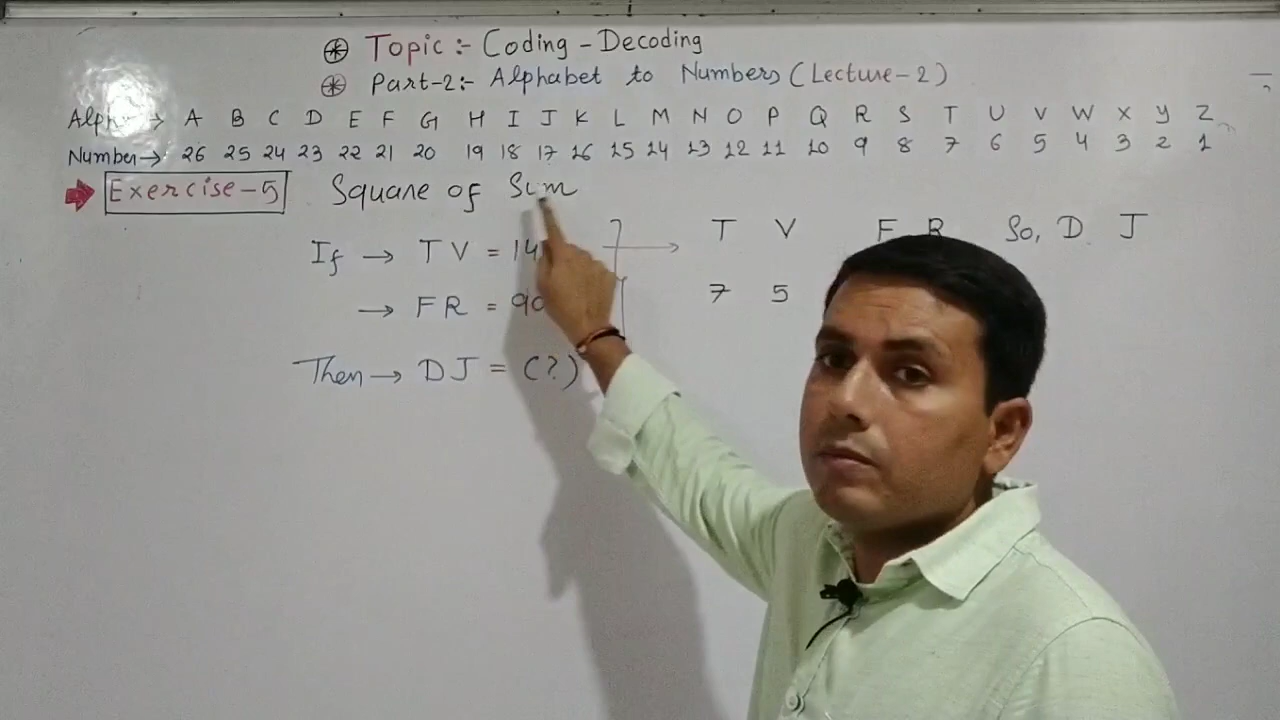 Topic :- Coding - Decoding
Part-2:- Alphabet to Numbers (Lecture-2)
A B C D E F G H I J K L M N O P Q R S T U V W X Y Z
Number→ 26 25 24 23 22 21 20 19 18 17 16 15 14 13 12 11 10 9 8 7 6 5 4 3 2 1
Exercise-5 Square of Sum
If → T V = 14
→ F R = 90
Then → D J = (?)
T V F R So, D J
7 5